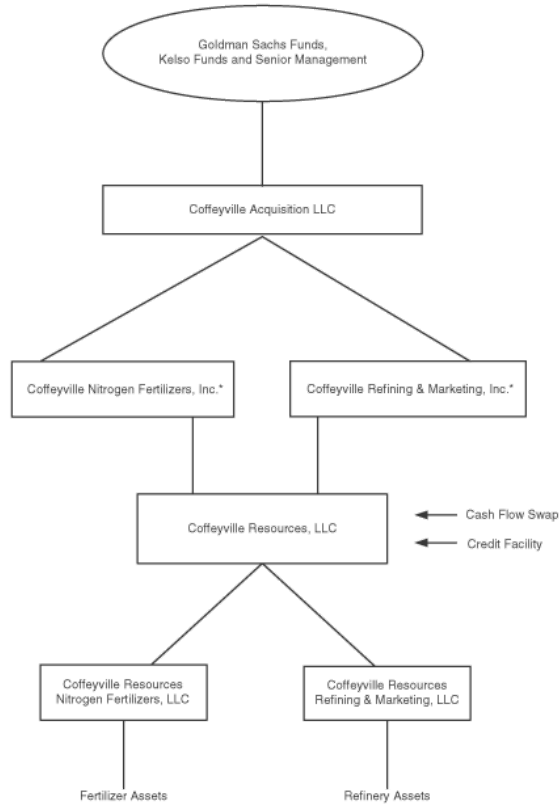 Goldman Sachs Funds,
Kelso Funds and Senior Management
Coffeyville Acquisition LLC
Coffeyville Nitrogen Fertilizers, Inc.*
Coffeyville Refining & Marketing, Inc.*
Coffeyville Resources, LLC
Cash Flow Swap
Credit Facility
Coffeyville Resources
Nitrogen Fertilizers, LLC
Coffeyville Resources
Refining & Marketing, LLC
Fertilizer Assets
Refinery Assets